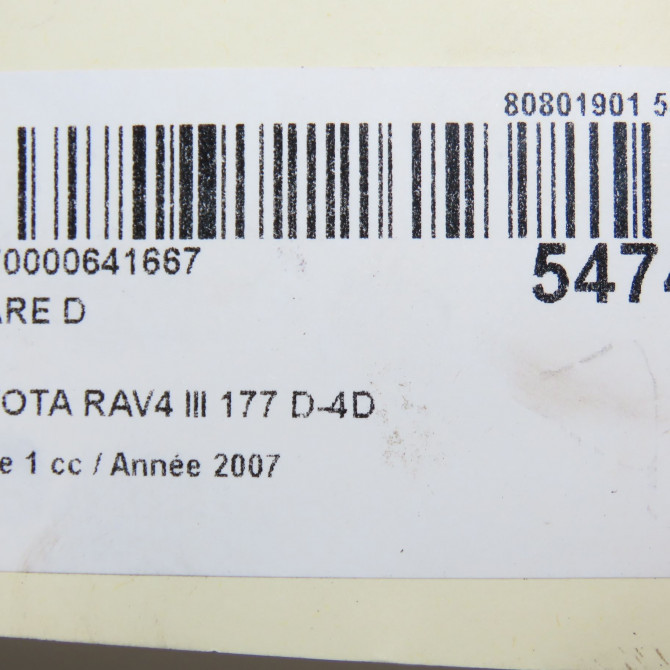 80801901 5
0000641667
5474
ARE D
OTA RAV4 III 177 D-4D
e 1 cc / Année 2007